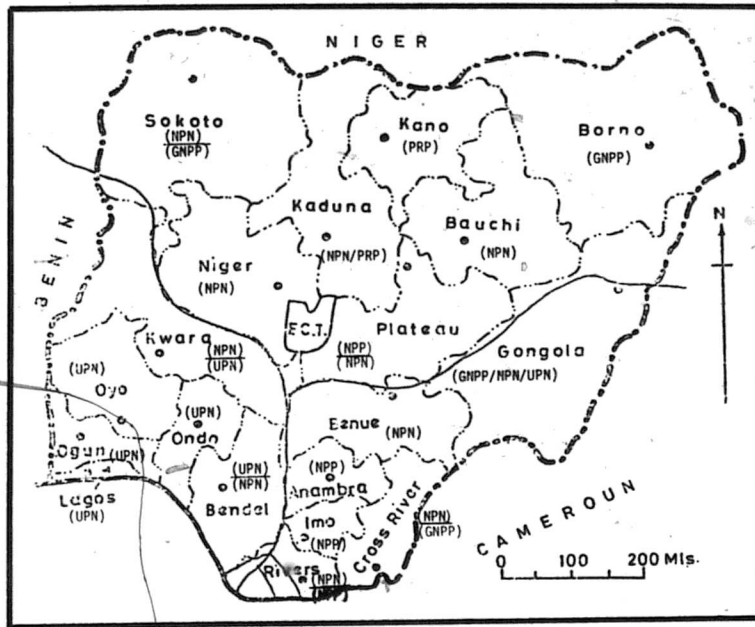 NIGER
Sokoto
(NPN)
(GNPP)
Kano
(PRP)
Borno
(GNPP)
Kaduna
(NPN/PRP)
Bauchi
(NPN)
N
BENIN
Niger
(NPN)
F.C.T.
Plateau
(NPP)
(NPN)
Kwara
(NPN)
(UPN)
Gongola
(GNPP/NPN/UPN)
(UPN)
Oyo
(UPN)
Ondo
Eznue
(NPN)
Ogun
(UPN)
Lagos
(UPN)
(UPN)
(NPN)
Bendel
(NPP)
Anambra
Imo
(NPP)
Cross River
(NPN)
(GNPP)
CAMEROUN
Rivers
(NPN)
(NPP)
0 100 200 Mls.